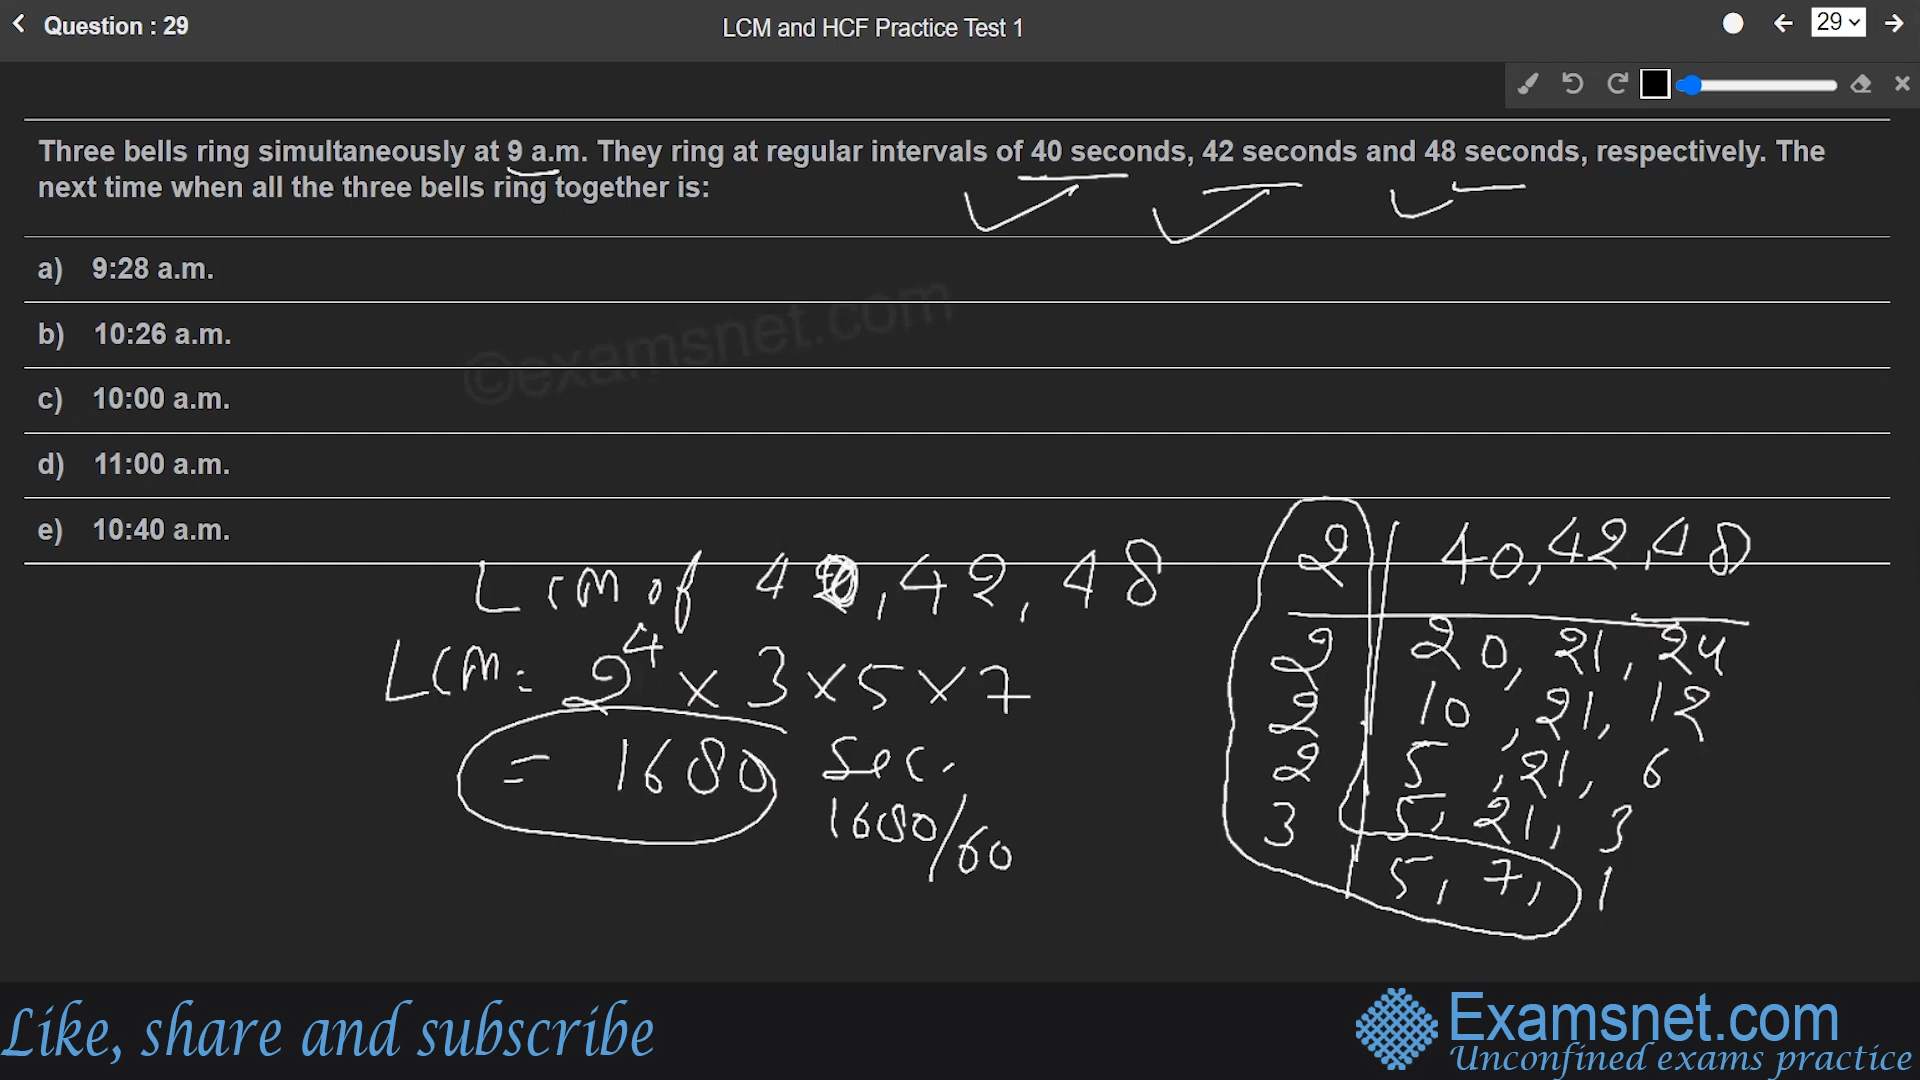 Question : 29
LCM and HCF Practice Test 1
29
Three bells ring simultaneously at 9 a.m. They ring at regular intervals of 40 seconds, 42 seconds and 48 seconds, respectively. The
next time when all the three bells ring together is:
a) 9:28 a.m.
b) 10:26 a.m.
c) 10:00 a.m.
d) 11:00 a.m.
e) 10:40 a.m.
©examsnet.com
LCM of 40, 42, 48
LCM = 2^4 × 3 × 5 × 7
= 1680 Sec.
1680/60
2 | 40, 42, 48
2 | 20, 21, 24
2 | 10, 21, 12
2 | 5, 21, 6
3 | 5, 21, 3
5, 7, 1
Like, share and subscribe
Examsnet.com
Unconfined exams practice